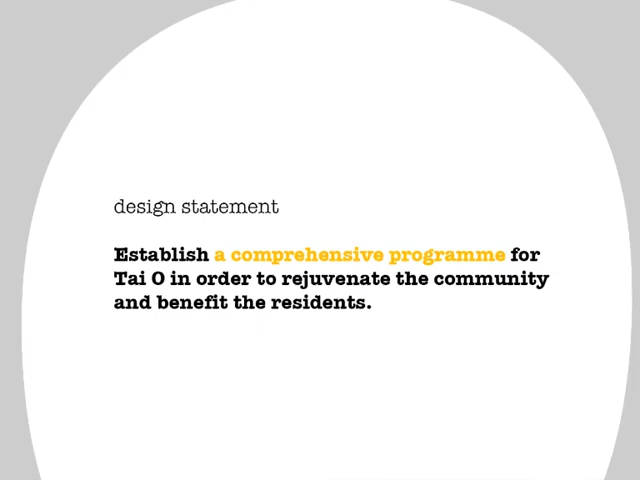 design statement
Establish a comprehensive programme for
Tai O in order to rejuvenate the community
and benefit the residents.